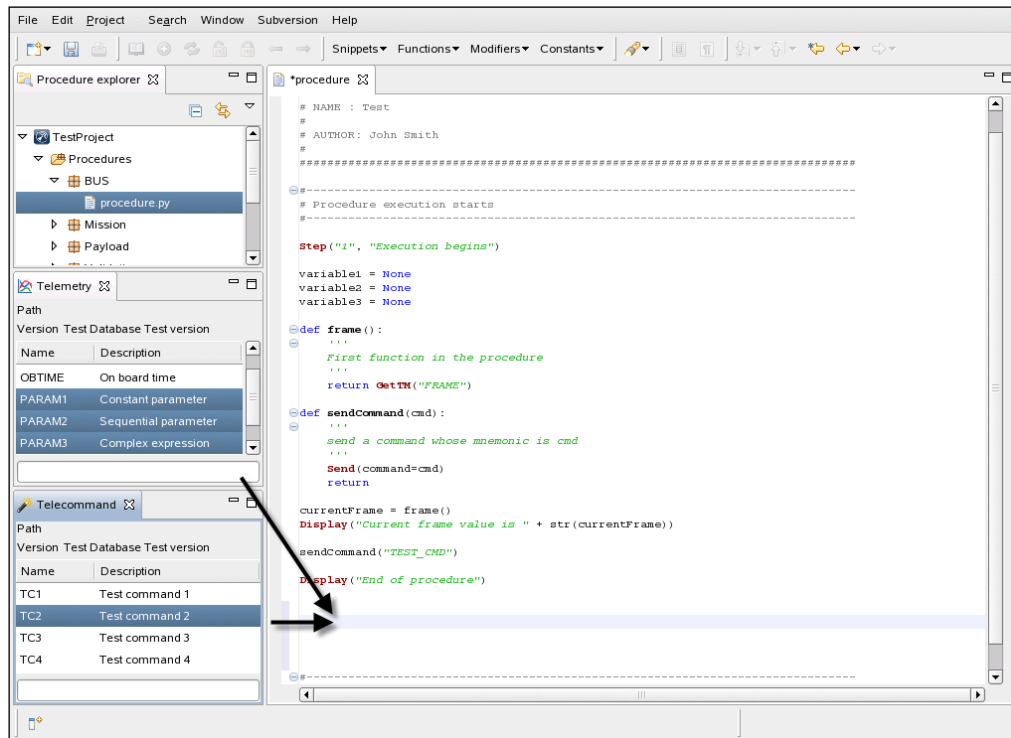 File Edit Project Search Window Subversion Help
Snippets Functions Modifiers Constants
Procedure explorer
TestProject
Procedures
BUS
procedure.py
Mission
Payload
Telemetry
Path
Version Test Database Test version
Name Description
OBTIME On board time
PARAM1 Constant parameter
PARAM2 Sequential parameter
PARAM3 Complex expression
Telecommand
Path
Version Test Database Test version
Name Description
TC1 Test command 1
TC2 Test command 2
TC3 Test command 3
TC4 Test command 4
*procedure
# NAME : Test
#
# AUTHOR: John Smith
#
################################################################################
#-------------------------------------------------------------------------------
# Procedure execution starts
#-------------------------------------------------------------------------------
Step("1", "Execution begins")
variable1 = None
variable2 = None
variable3 = None
def frame():
'''
First function in the procedure
'''
return GetTM("FRAME")
def sendCommand(cmd):
'''
send a command whose mnemonic is cmd
'''
Send(command=cmd)
return
currentFrame = frame()
Display("Current frame value is " + str(currentFrame))
sendCommand("TEST_CMD")
Display("End of procedure")
#-------------------------------------------------------------------------------